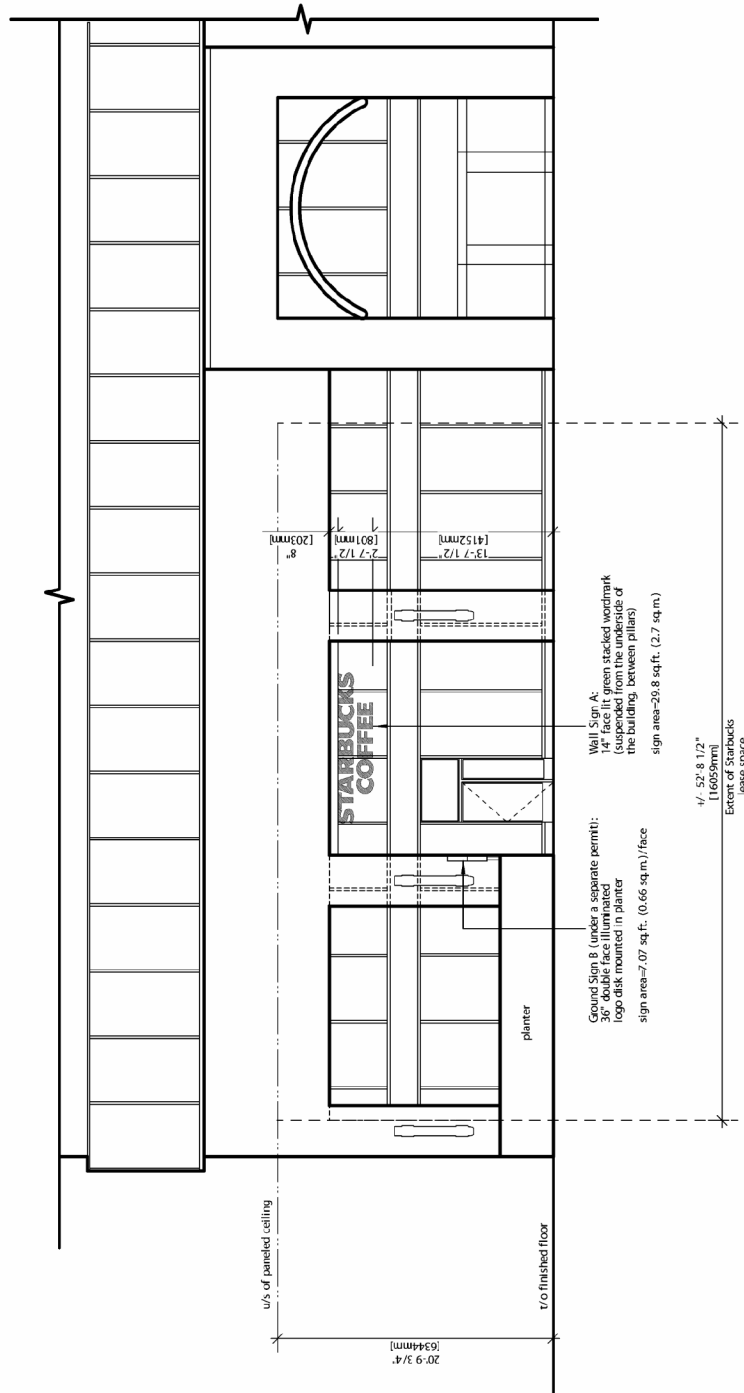 u/s of paneled ceiling
t/o finished floor
20'-9 3/4"
[6344mm]
planter
STARBUCKS
COFFEE
8"
[203mm]
2'-7 1/2"
[801mm]
13'-7 1/2"
[4152mm]
Ground Sign B (under a separate permit):
36" double face illuminated
logo disk mounted in planter
sign area=7.07 sq.ft. (0.66 sq.m.)/face
Wall Sign A:
14" face lit green stacked wordmark
(suspended from the underside of
the building, between pillars)
sign area=29.8 sq.ft. (2.7 sq.m.)
+/- 52'-8 1/2"
[16059mm]
Extent of Starbucks
lease space